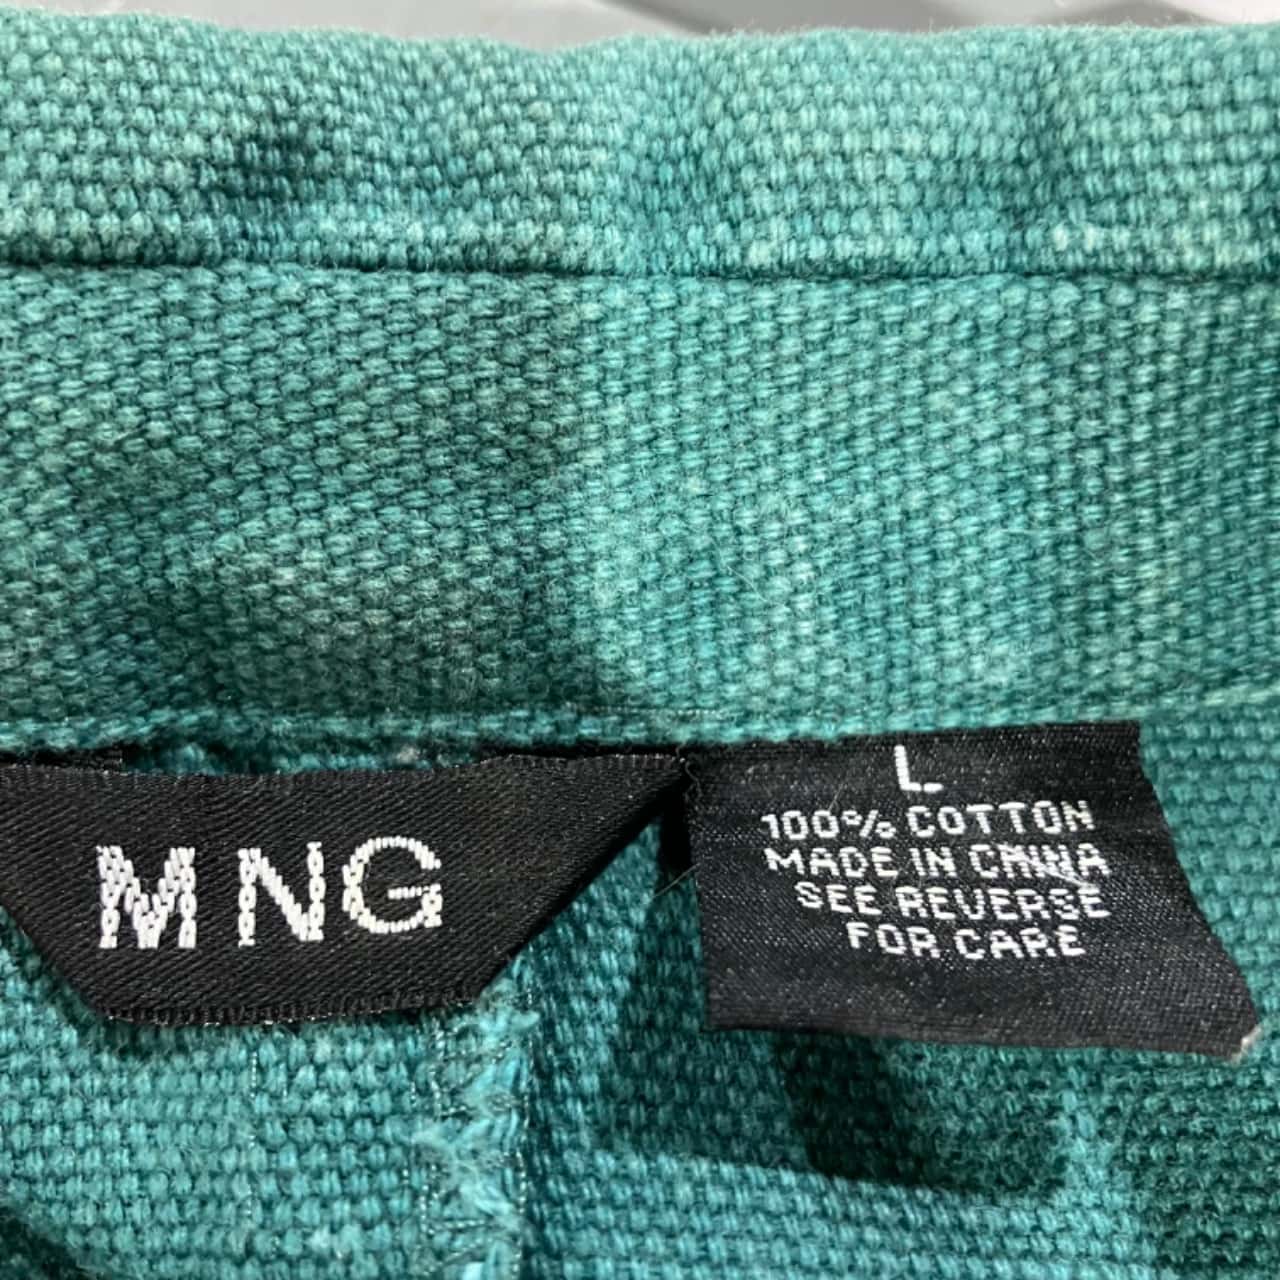 MNG
L
100% COTTON
MADE IN CHINA
SEE REVERSE
FOR CARE